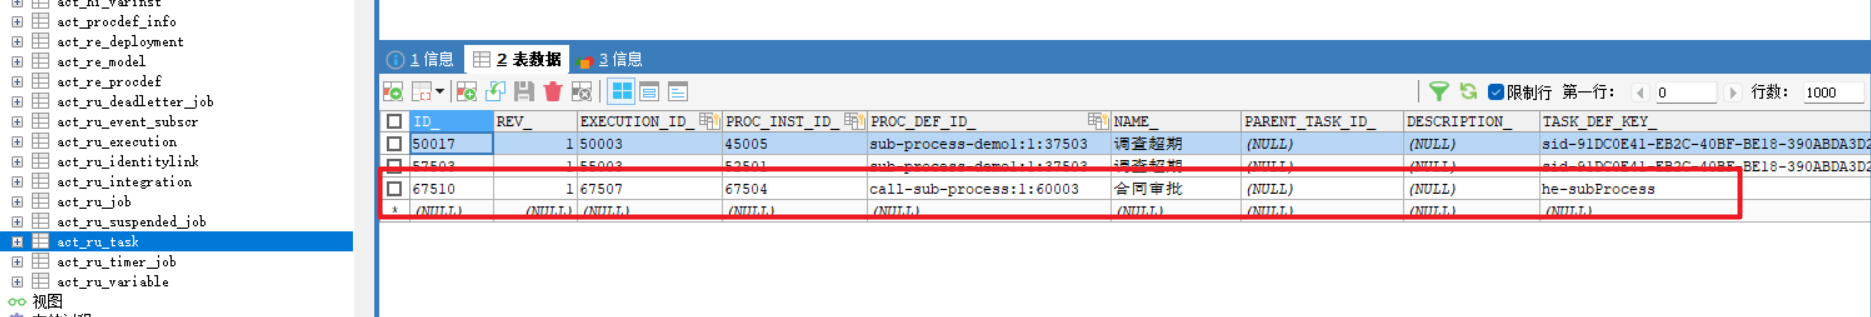 act_hi_varinst
act_procdef_info
act_re_deployment
act_re_model
act_re_procdef
act_ru_deadletter_job
act_ru_event_subscr
act_ru_execution
act_ru_identitylink
act_ru_integration
act_ru_job
act_ru_suspended_job
act_ru_task
act_ru_timer_job
act_ru_variable
视图
1 信息 2 表数据 3 信息
限制行 第一行： 0 行数： 1000
ID_ REV_ EXECUTION_ID_ PROC_INST_ID_ PROC_DEF_ID_ NAME_ PARENT_TASK_ID_ DESCRIPTION_ TASK_DEF_KEY_
50017 1 50003 45005 sub-process-demo1:1:37503 调查超期 (NULL) (NULL) sid-91DC0E41-EB2C-40BF-BE18-390ABDA3D2
57503 1 55003 52501 sub-process-demo1:1:37503 调查超期 (NULL) (NULL) sid-91DC0E41-EB2C-40BF-BE18-390ABDA3D2
67510 1 67507 67504 call-sub-process:1:60003 合同审批 (NULL) (NULL) he-subProcess
* (NULL) (NULL) (NULL) (NULL) (NULL) (NULL) (NULL) (NULL) (NULL)